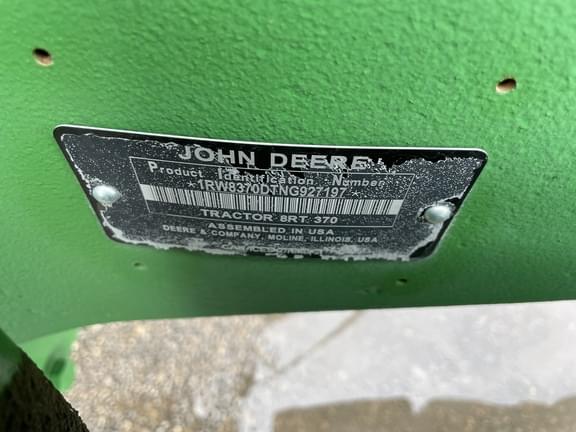 JOHN DEERE
Product Identification Number
*1RW8370DTNG927197*
TRACTOR 8RT 370
ASSEMBLED IN USA
DEERE & COMPANY, MOLINE, ILLINOIS, USA